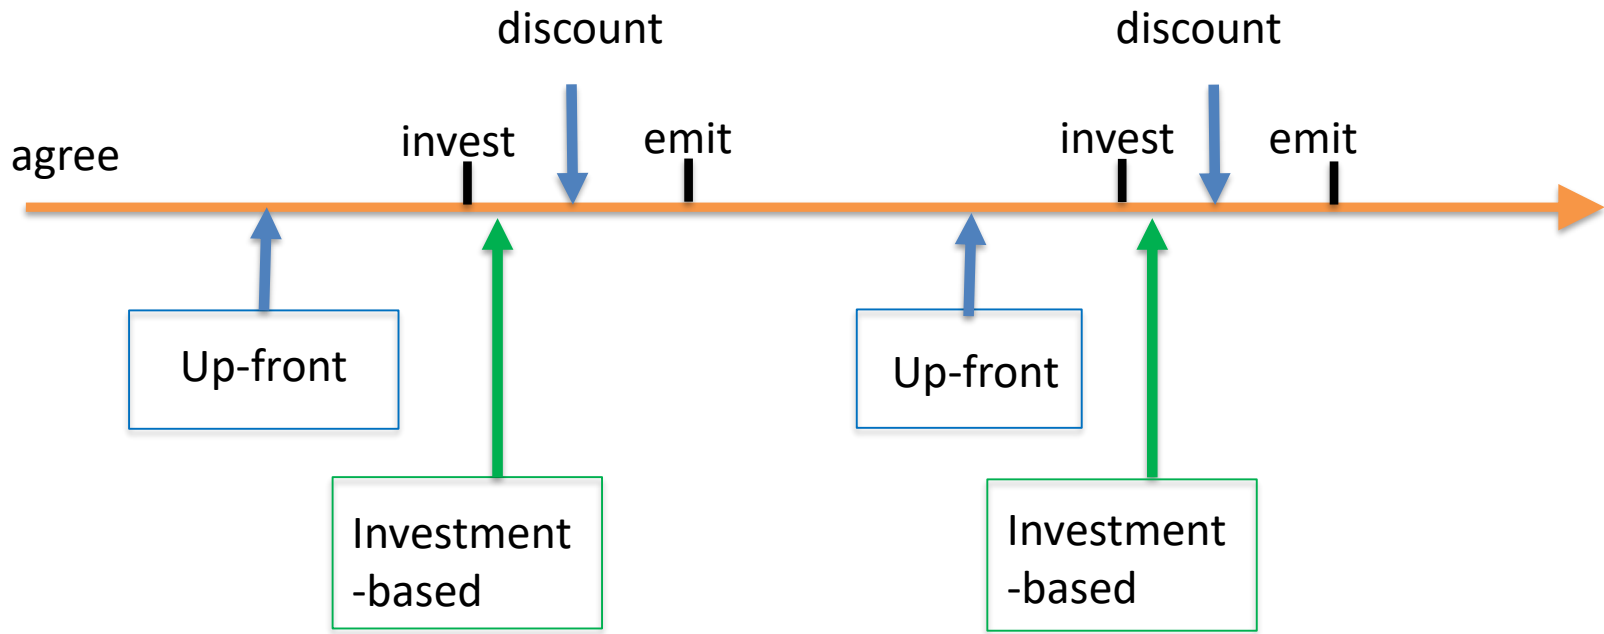 discount
discount
agree
invest
emit
invest
emit
Up-front
Up-front
Investment
-based
Investment
-based